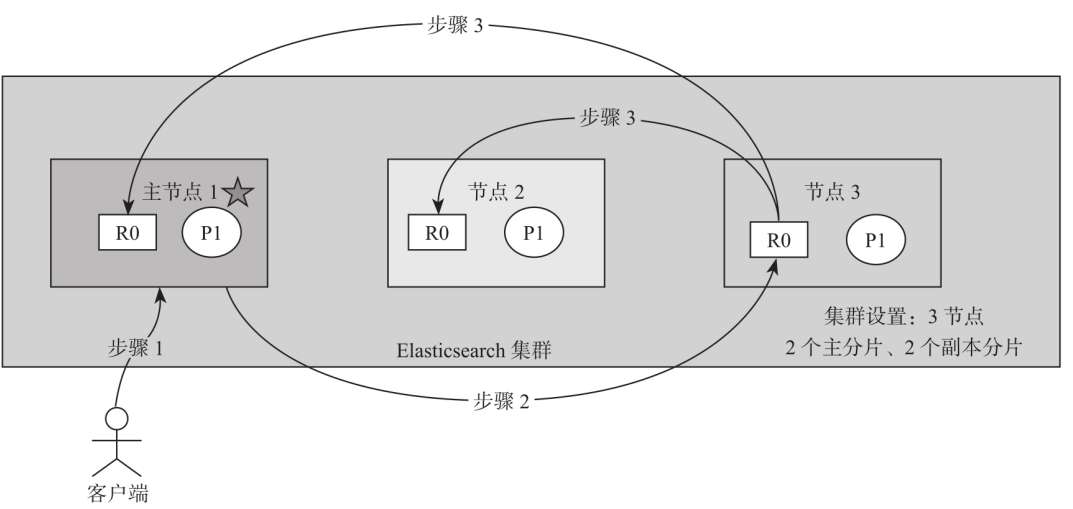 步骤 3
步骤 3
主节点 1
节点 2
节点 3
R0
P1
R0
P1
R0
P1
集群设置：3 节点
2 个主分片、2 个副本分片
步骤 1
Elasticsearch 集群
步骤 2
客户端